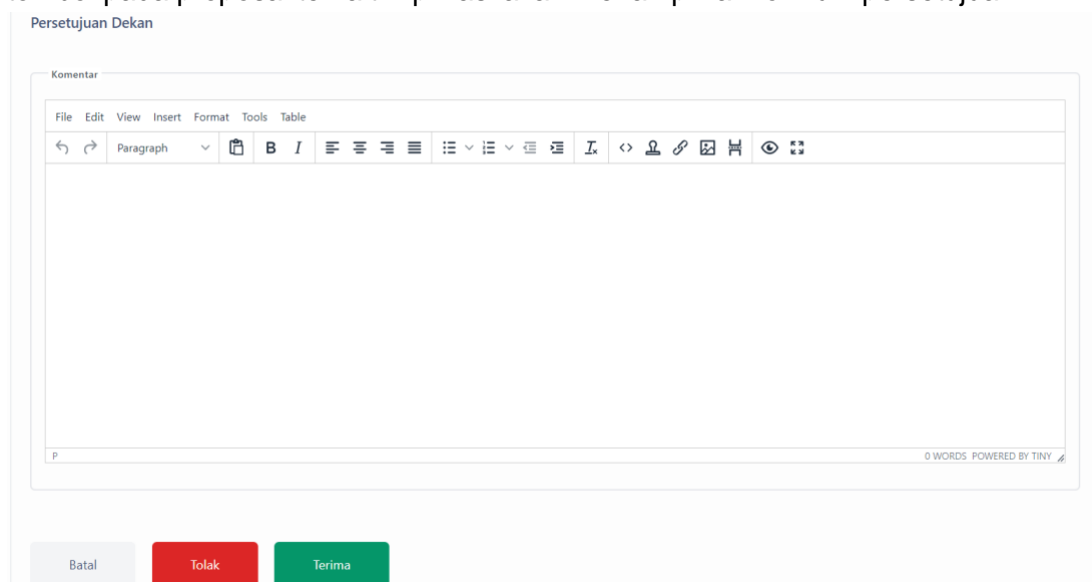 Persetujuan Dekan
Komentar
File Edit View Insert Format Tools Table
Paragraph B I
P 0 WORDS POWERED BY TINY
Batal Tolak Terima